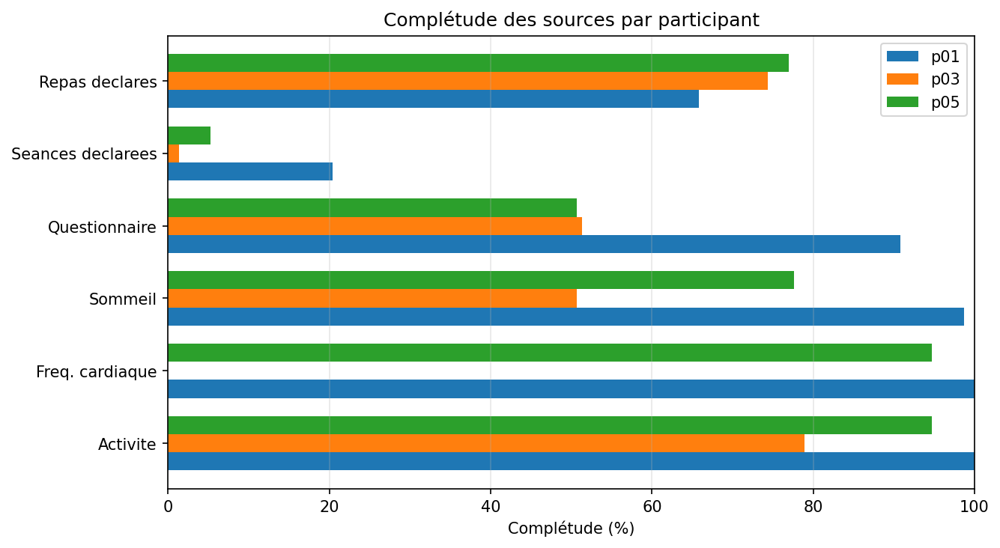 Complétude des sources par participant
p01
p03
p05
Repas declares
Seances declarees
Questionnaire
Sommeil
Freq. cardiaque
Activite
0 20 40 60 80 100
Complétude (%)